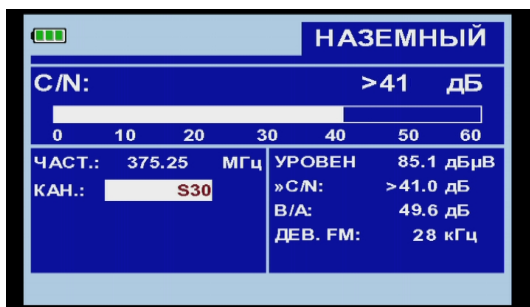 НАЗЕМНЫЙ
C/N: >41 дБ
0 10 20 30 40 50 60
ЧАСТ.: 375.25 МГц
КАН.: S30
УРОВЕН 85.1 дБμВ
»C/N: >41.0 дБ
В/А: 49.6 дБ
ДЕВ. FM: 28 кГц